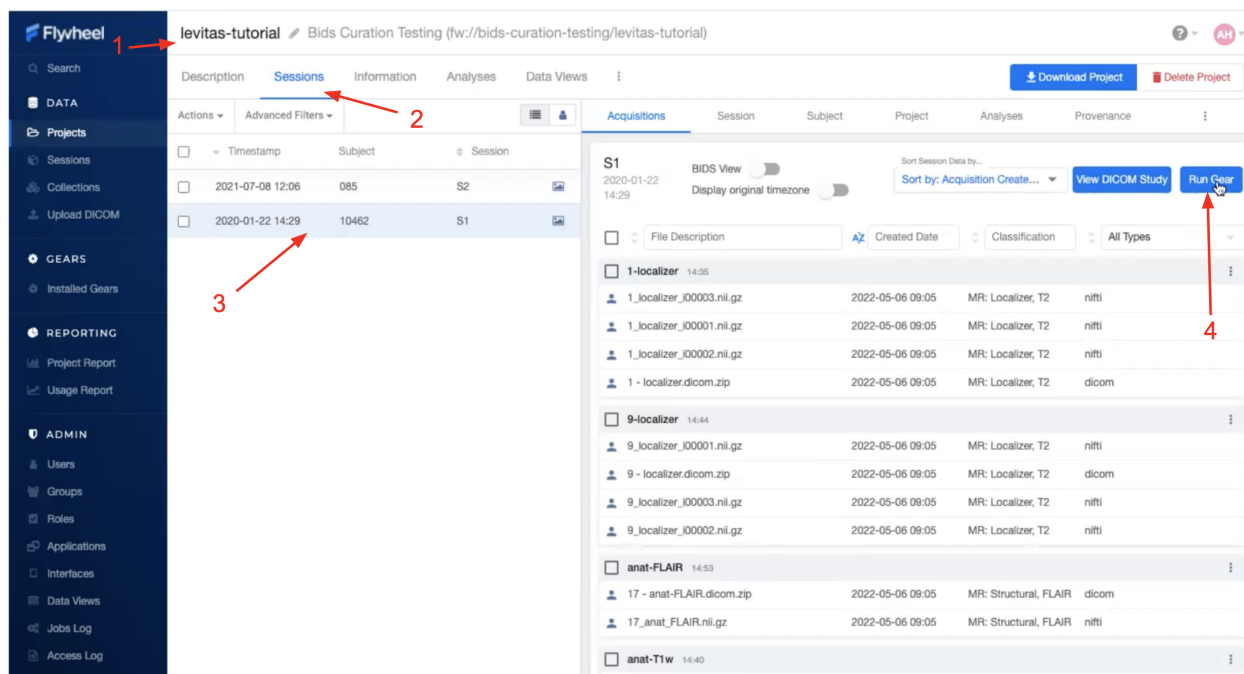 Flywheel
Search
DATA
Projects
Sessions
Collections
Upload DICOM
GEARS
Installed Gears
REPORTING
Project Report
Usage Report
ADMIN
Users
Groups
Roles
Applications
Interfaces
Data Views
Jobs Log
Access Log
1
levitas-tutorial Bids Curation Testing (fw://bids-curation-testing/levitas-tutorial)
? AH
Description Sessions Information Analyses Data Views
Download Project Delete Project
2
Actions Advanced Filters
Timestamp Subject Session
2021-07-08 12:06 085 S2
2020-01-22 14:29 10462 S1
3
Acquisitions Session Subject Project Analyses Provenance
S1
2020-01-22
14:29
BIDS View
Display original timezone
Sort Session Data by...
Sort by: Acquisition Create...
View DICOM Study
Run Gear
4
File Description AZ Created Date Classification All Types
1-localizer 14:35
1_localizer_i00003.nii.gz 2022-05-06 09:05 MR: Localizer, T2 nifti
1_localizer_i00001.nii.gz 2022-05-06 09:05 MR: Localizer, T2 nifti
1_localizer_i00002.nii.gz 2022-05-06 09:05 MR: Localizer, T2 nifti
1 - localizer.dicom.zip 2022-05-06 09:05 MR: Localizer, T2 dicom
9-localizer 14:44
9_localizer_i00001.nii.gz 2022-05-06 09:05 MR: Localizer, T2 nifti
9 - localizer.dicom.zip 2022-05-06 09:05 MR: Localizer, T2 dicom
9_localizer_i00003.nii.gz 2022-05-06 09:05 MR: Localizer, T2 nifti
9_localizer_i00002.nii.gz 2022-05-06 09:05 MR: Localizer, T2 nifti
anat-FLAIR 14:53
17 - anat-FLAIR.dicom.zip 2022-05-06 09:05 MR: Structural, FLAIR dicom
17_anat_FLAIR.nii.gz 2022-05-06 09:05 MR: Structural, FLAIR nifti
anat-T1w 14:40